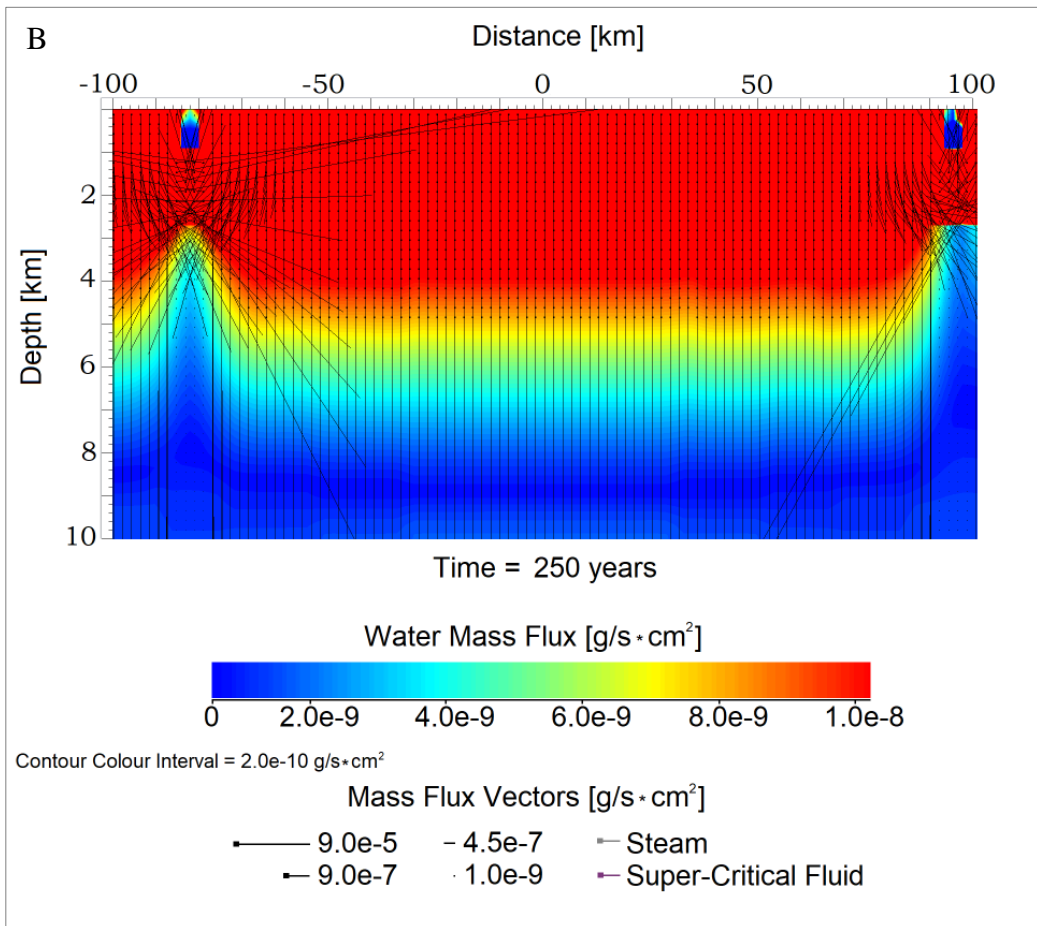 B
Distance [km]
-100 -50 0 50 100
Depth [km]
2
4
6
8
10
Time = 250 years
Water Mass Flux [g/s*cm²]
0 2.0e-9 4.0e-9 6.0e-9 8.0e-9 1.0e-8
Contour Colour Interval = 2.0e-10 g/s*cm²
Mass Flux Vectors [g/s*cm²]
9.0e-5 4.5e-7 Steam
9.0e-7 1.0e-9 Super-Critical Fluid